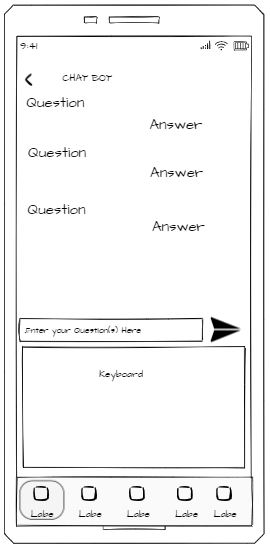 9:41
CHAT BOT
Question
Answer
Question
Answer
Question
Answer
Enter your Question(s) Here
Keyboard
Labe Labe Labe Labe Labe